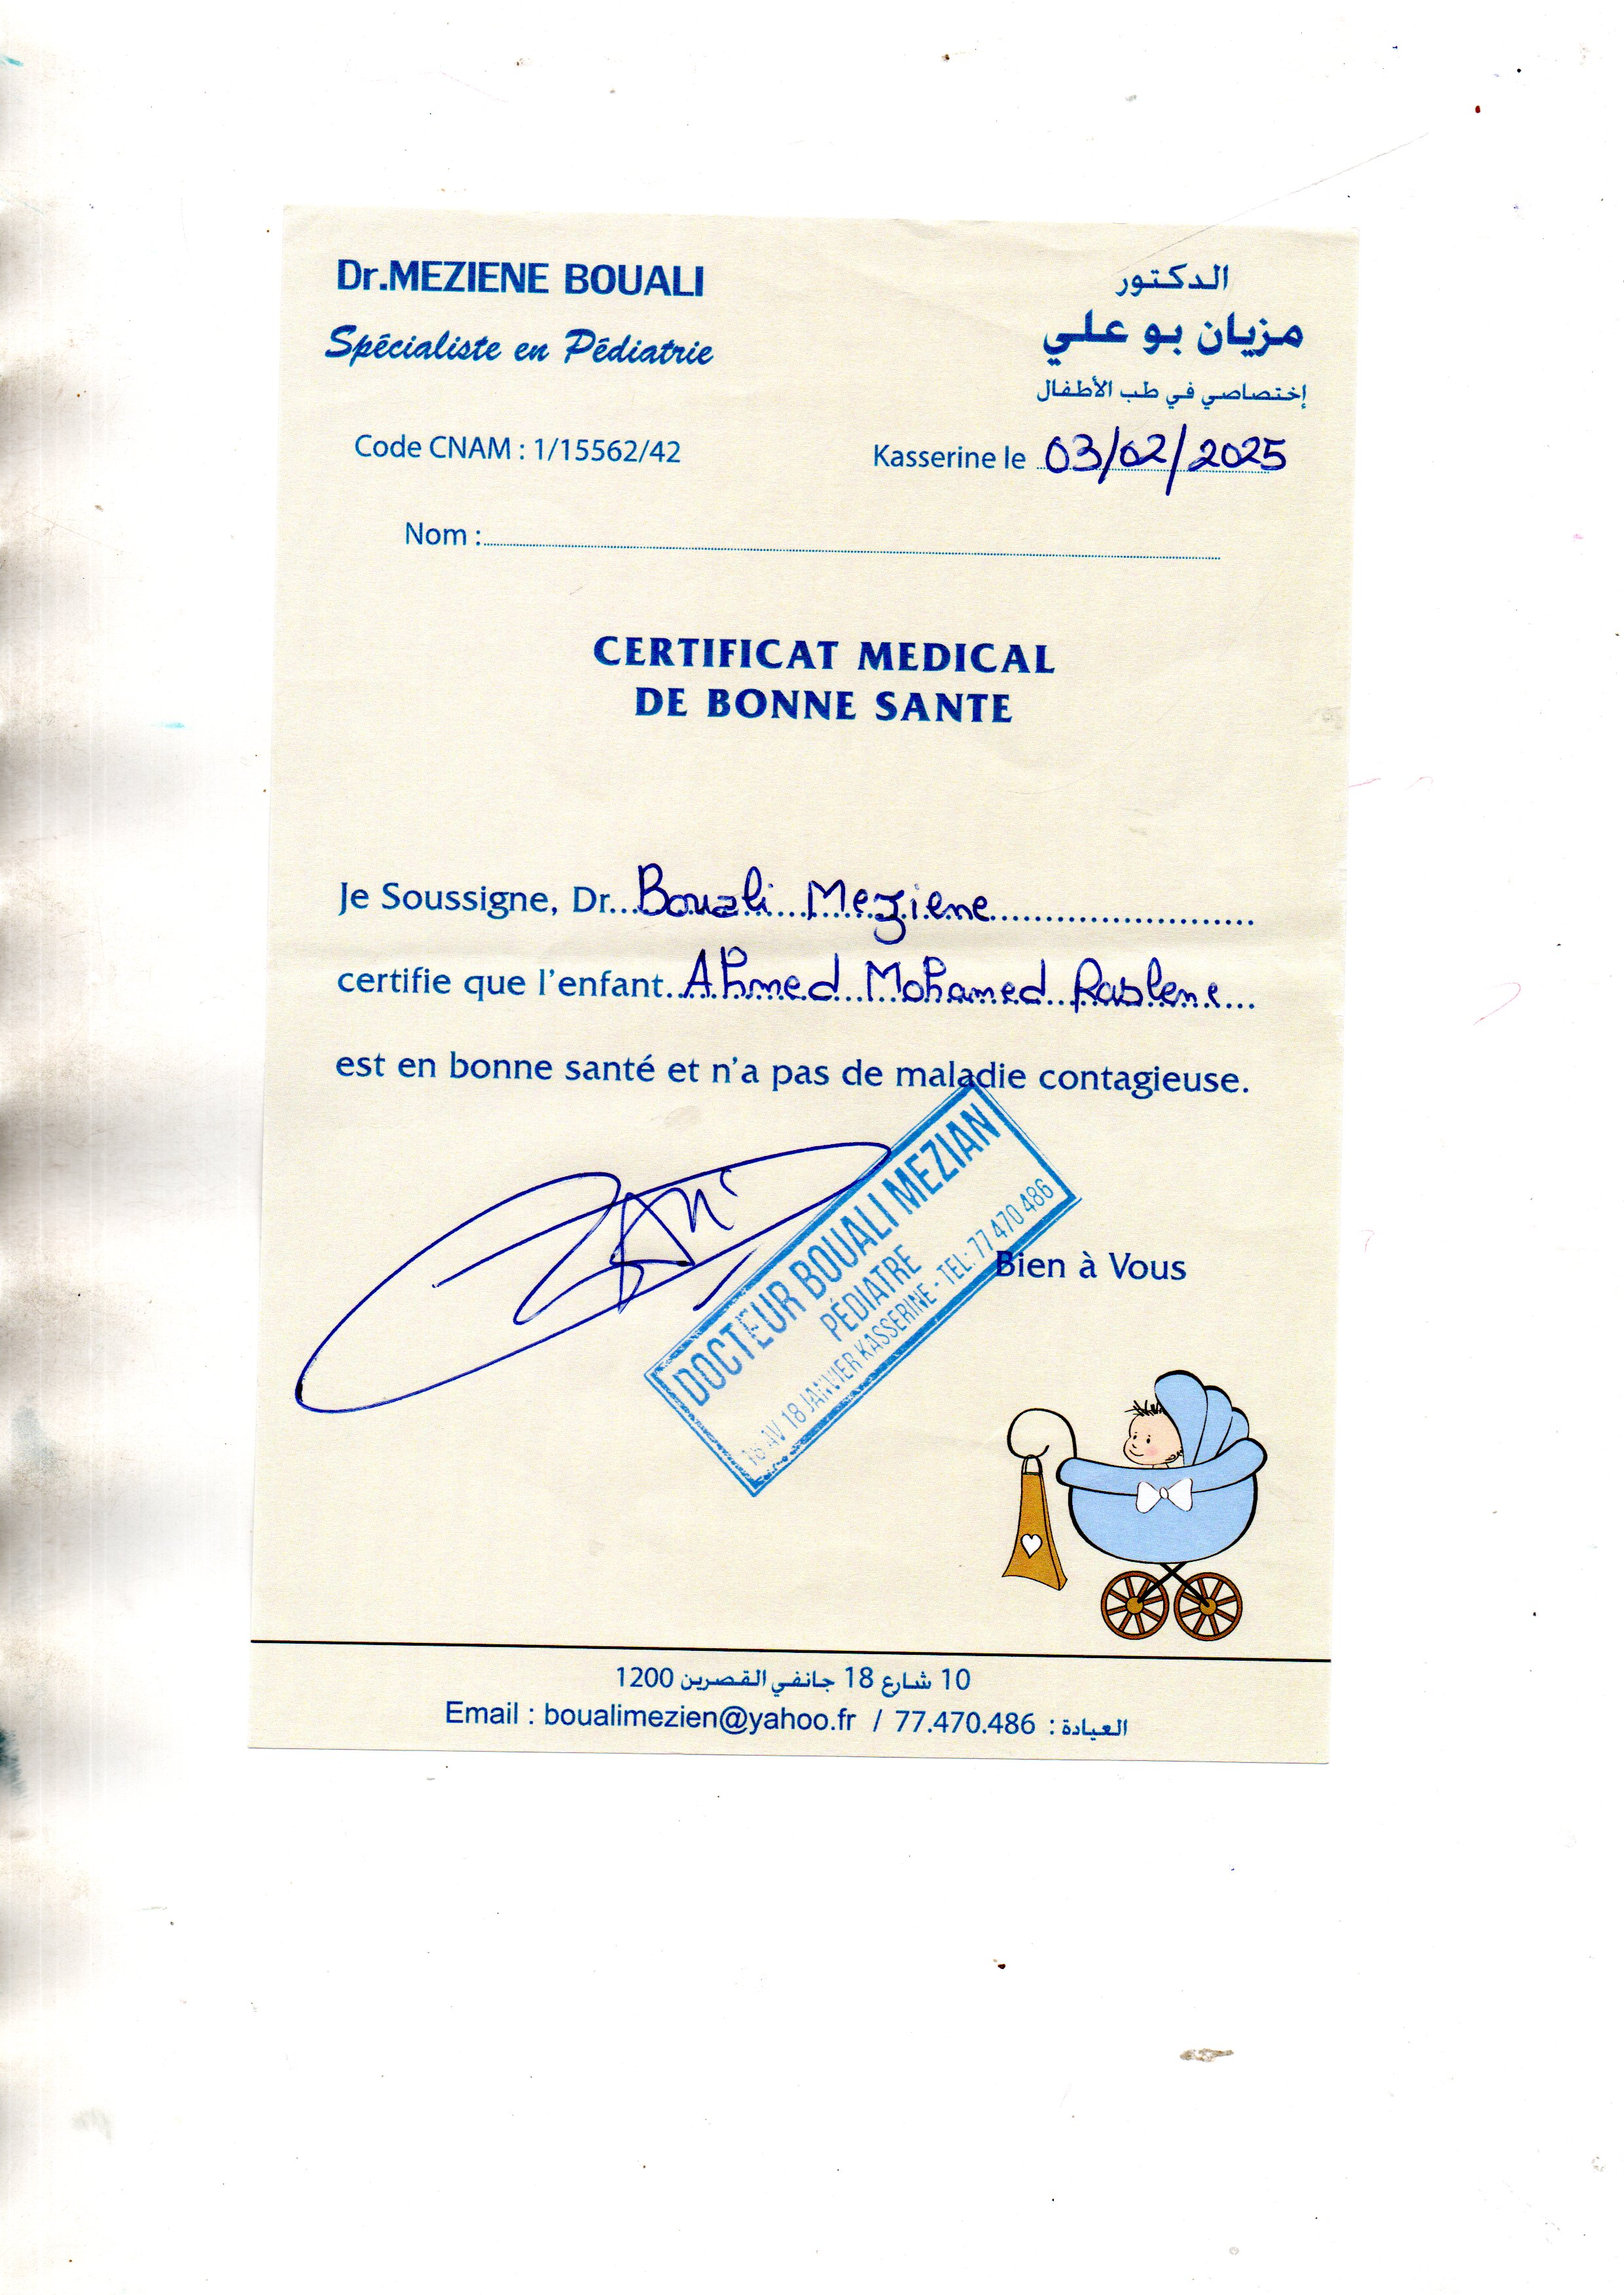 Dr.MEZIENE BOUALI
Spécialiste en Pédiatrie
Code CNAM : 1/15562/42
الدكتور
مزيان بو علي
إختصاصي في طب الأطفال
Kasserine le 03/02/2025
Nom :
CERTIFICAT MEDICAL
DE BONNE SANTE
Je Soussigne, Dr. Bouali Meziene
certifie que l'enfant Ahmed Mohamed Raslene
est en bonne santé et n'a pas de maladie contagieuse.
DOCTEUR BOUALI MEZIAN
PÉDIATRE
AV 18 JANVIER KASSERINE - TEL: 77 470 486
Bien à Vous
10 شارع 18 جانفي القصرين 1200
Email : boualimezien@yahoo.fr / 77.470.486 : العيادة